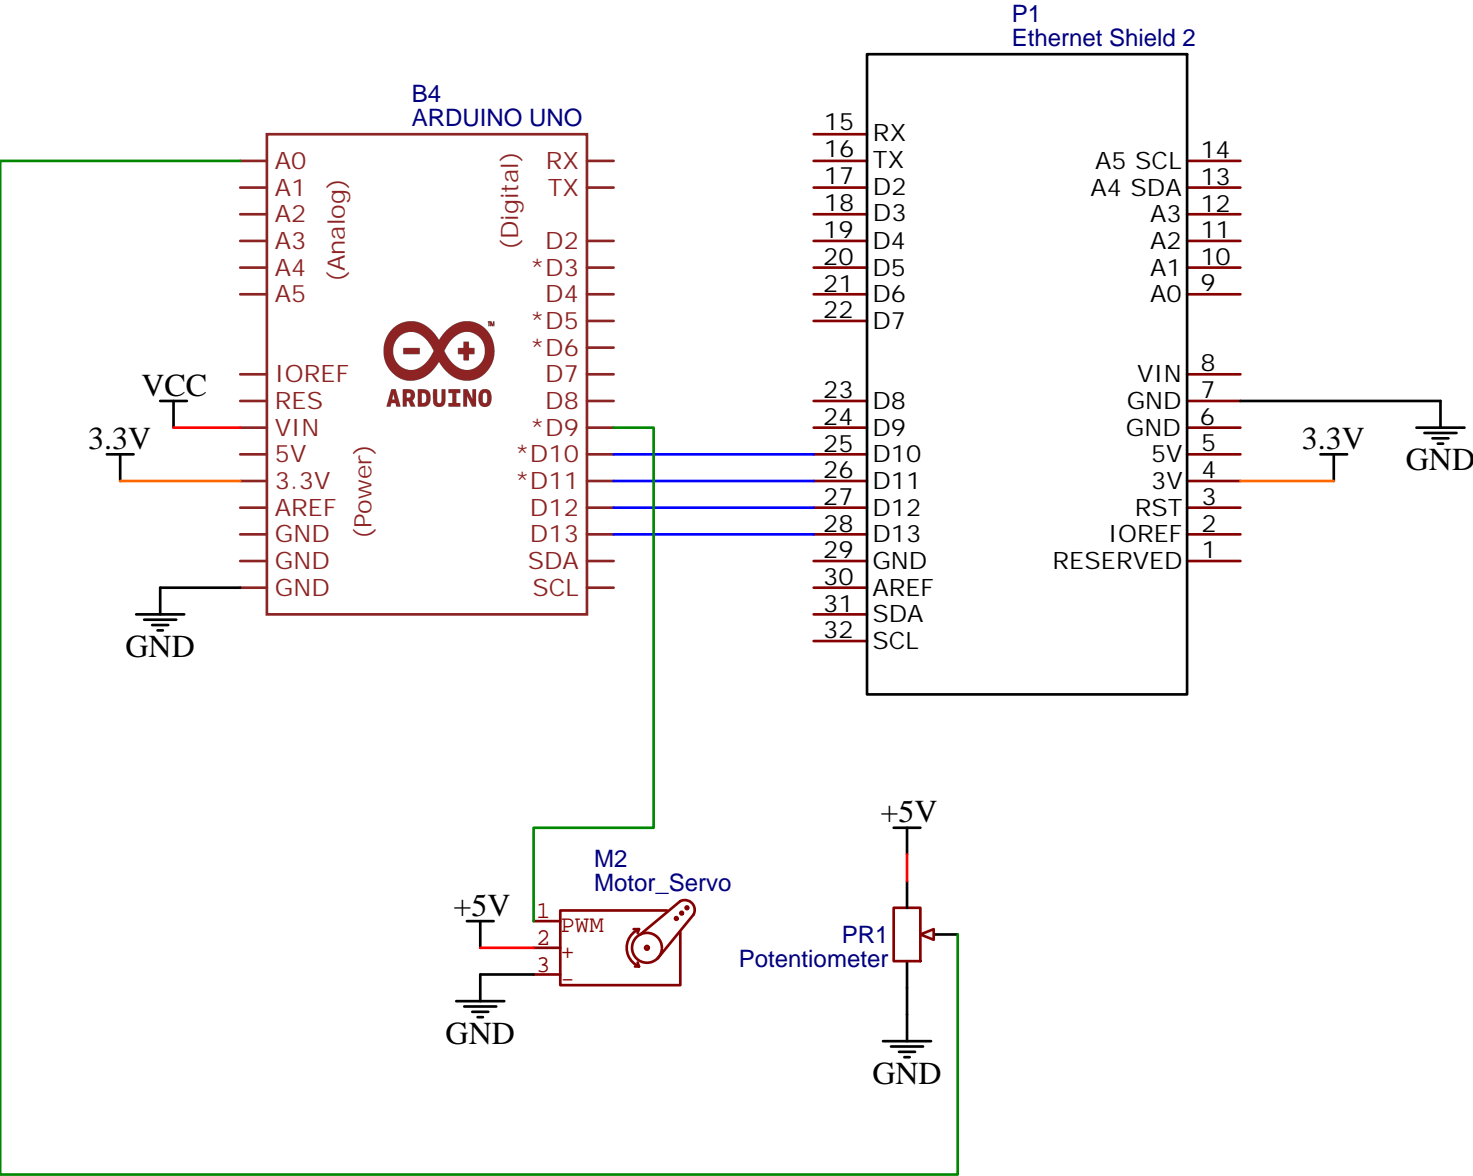 P1
Ethernet Shield 2
B4
ARDUINO UNO
A0
A1
A2
A3
A4
A5
(Analog)
IOREF
RES
VIN
5V
3.3V
AREF
GND
GND
GND
(Power)
VCC
3.3V
GND
(Digital)
RX
TX
D2
*D3
D4
*D5
*D6
D7
D8
*D9
*D10
*D11
D12
D13
SDA
SCL
TM
ARDUINO
15 RX
16 TX
17 D2
18 D3
19 D4
20 D5
21 D6
22 D7
23 D8
24 D9
25 D10
26 D11
27 D12
28 D13
29 GND
30 AREF
31 SDA
32 SCL
A5 SCL 14
A4 SDA 13
A3 12
A2 11
A1 10
A0 9
VIN 8
GND 7
GND 6
5V 5
3V 4
RST 3
IOREF 2
RESERVED 1
3.3V
GND
M2
Motor_Servo
+5V
1 PWM
2 +
3 -
GND
+5V
PR1
Potentiometer
GND